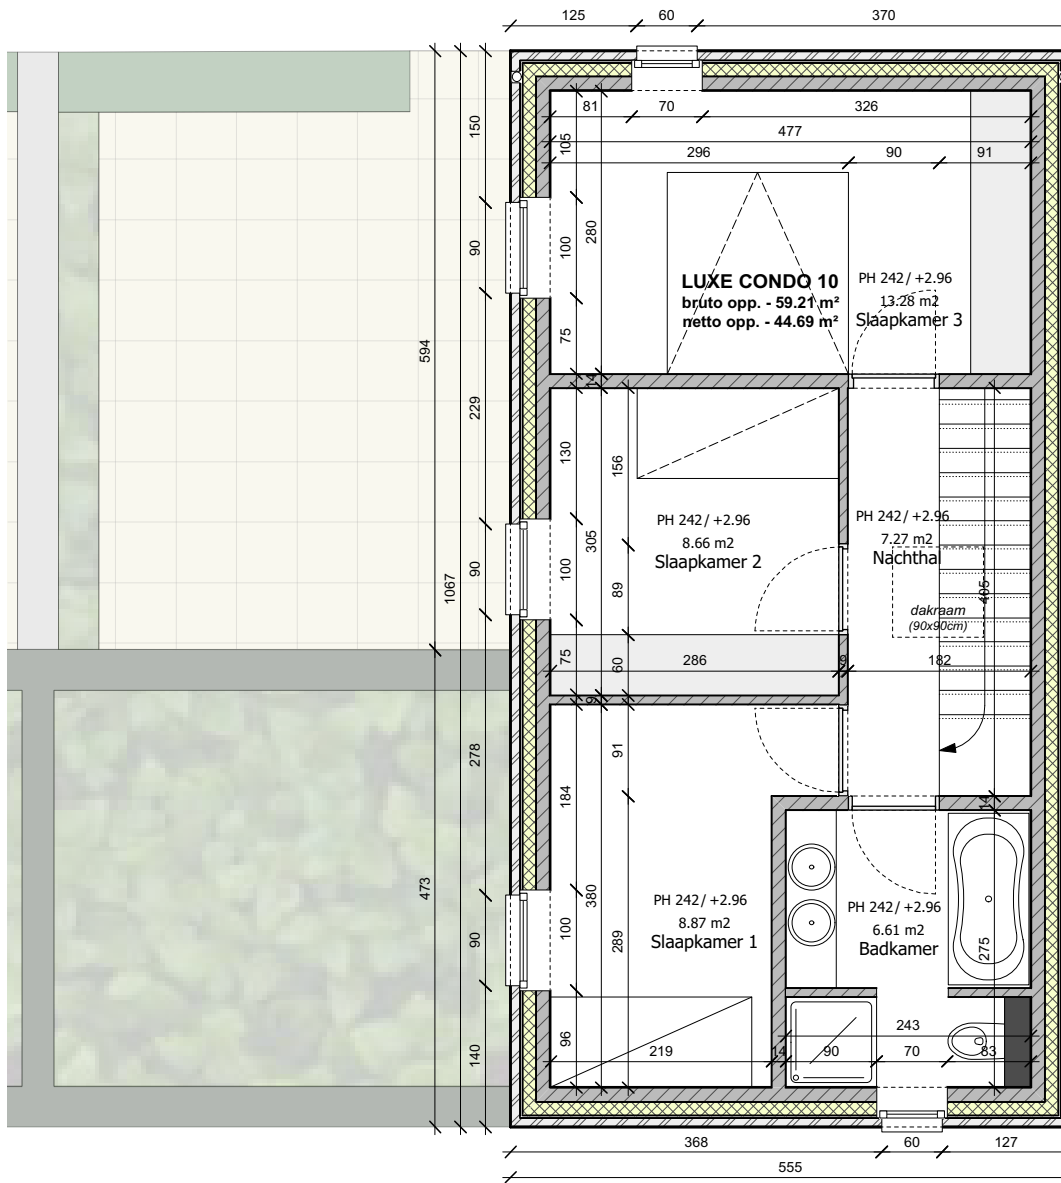 125
60
370
81
70
326
477
296
90
91
150
105
90
100
280
75
14
LUXE CONDO 10
bruto opp. - 59.21 m²
netto opp. - 44.69 m²
PH 242/ +2.96
13.28 m2
Slaapkamer 3
594
229
1067
90
130
156
305
100
89
75
60
PH 242/ +2.96
8.66 m2
Slaapkamer 2
PH 242/ +2.96
7.27 m2
Nachthal
405
dakraam
(90x90cm)
286
9
182
9
278
473
90
140
184
91
380
100
289
96
14
PH 242/ +2.96
8.87 m2
Slaapkamer 1
PH 242/ +2.96
6.61 m2
Badkamer
275
243
219
14
90
70
83
368
60
127
555